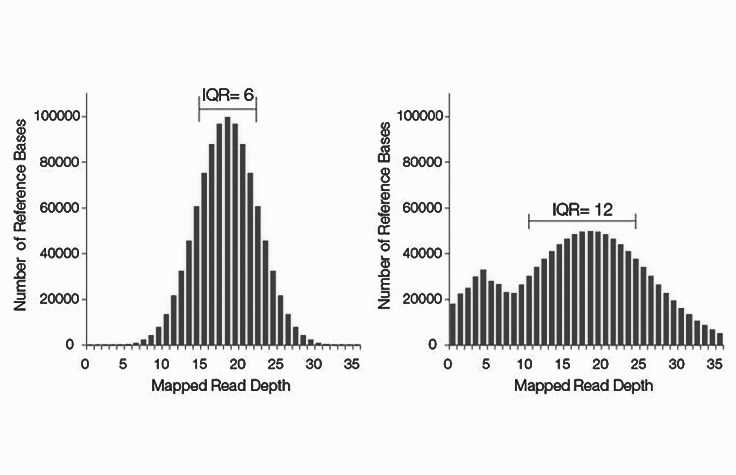 IQR= 6
Number of Reference Bases
100000
80000
60000
40000
20000
0
0 5 10 15 20 25 30 35
Mapped Read Depth
IQR= 12
Number of Reference Bases
100000
80000
60000
40000
20000
0
0 5 10 15 20 25 30 35
Mapped Read Depth